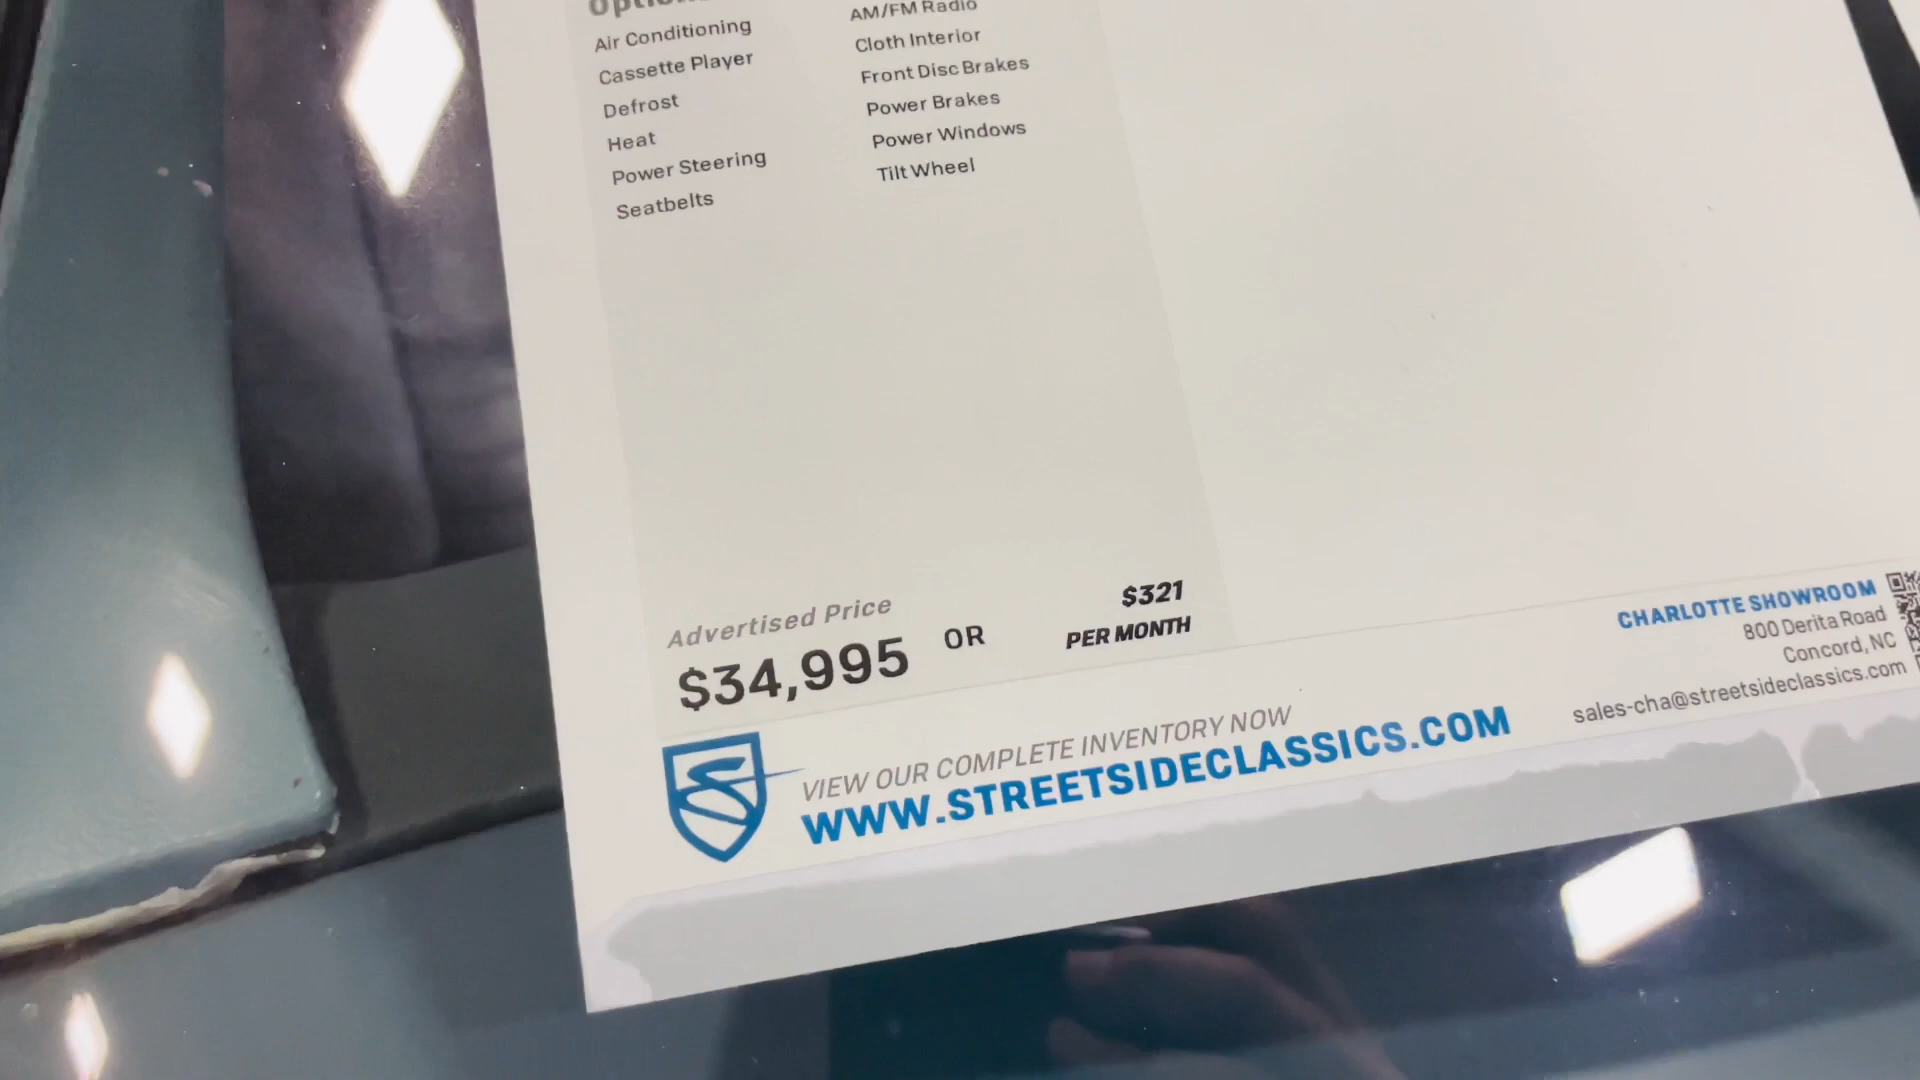 Options
Air Conditioning
Cassette Player
Defrost
Heat
Power Steering
Seatbelts
AM/FM Radio
Cloth Interior
Front Disc Brakes
Power Brakes
Power Windows
Tilt Wheel
Advertised Price
$34,995
OR
$321
PER MONTH
VIEW OUR COMPLETE INVENTORY NOW
WWW.STREETSIDECLASSICS.COM
CHARLOTTE SHOWROOM
800 Derita Road
Concord, NC
sales-cha@streetsideclassics.com